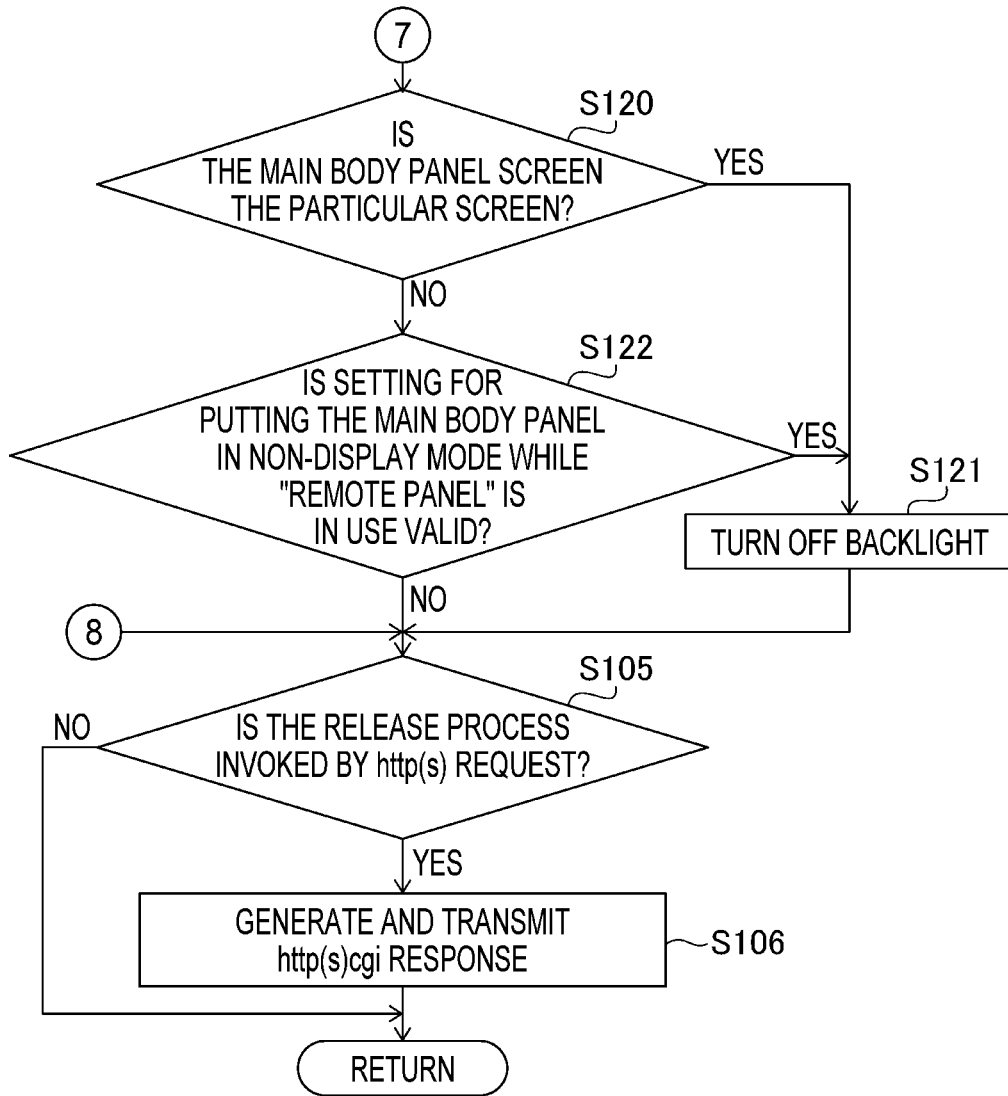 7
S120
IS
THE MAIN BODY PANEL SCREEN
THE PARTICULAR SCREEN?
YES
NO
S122
IS SETTING FOR
PUTTING THE MAIN BODY PANEL
IN NON-DISPLAY MODE WHILE
"REMOTE PANEL" IS
IN USE VALID?
YES
S121
TURN OFF BACKLIGHT
NO
8
S105
NO
IS THE RELEASE PROCESS
INVOKED BY http(s) REQUEST?
YES
GENERATE AND TRANSMIT
http(s)cgi RESPONSE
S106
RETURN